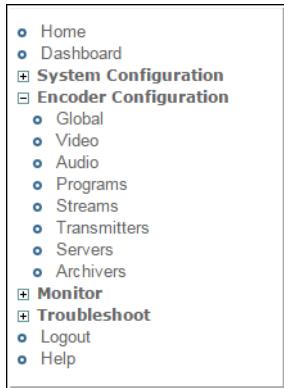 Home
Dashboard
System Configuration
Encoder Configuration
Global
Video
Audio
Programs
Streams
Transmitters
Servers
Archivers
Monitor
Troubleshoot
Logout
Help